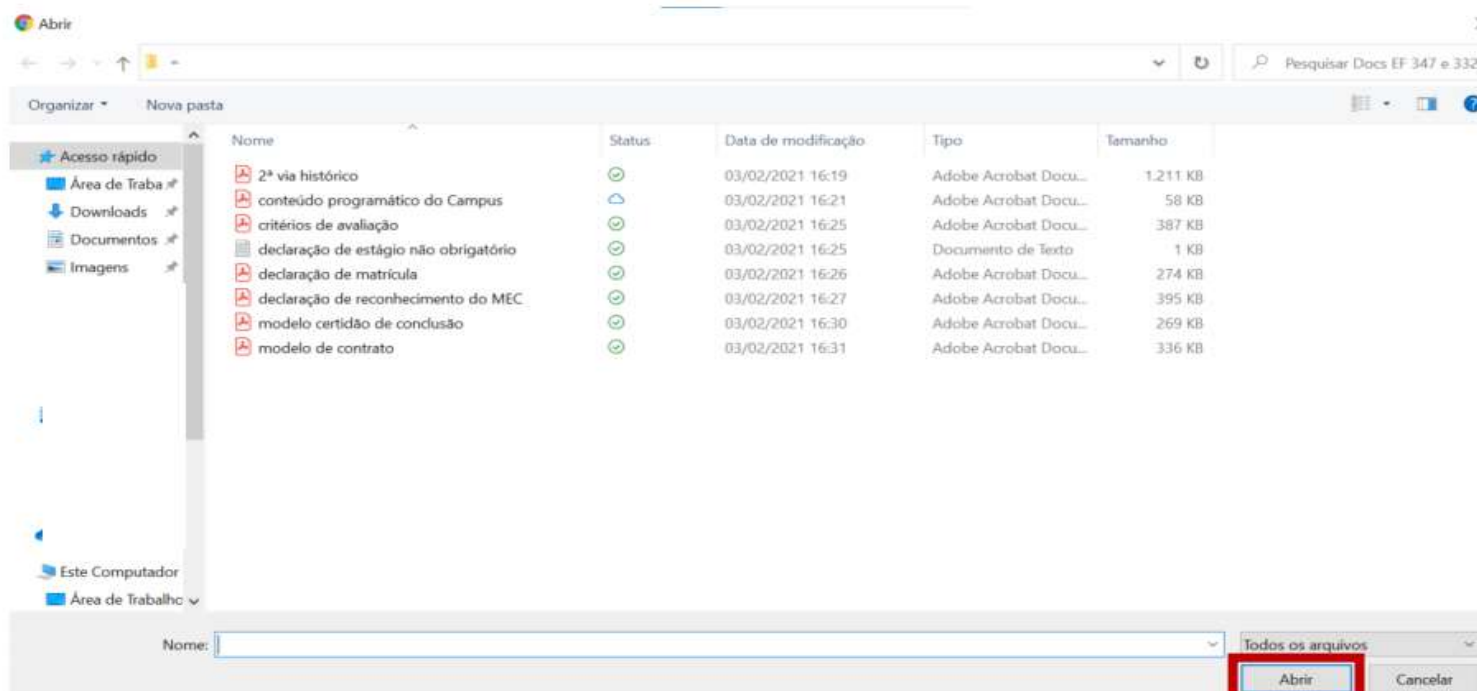 Abrir
Pesquisar Docs EF 347 e 332
Organizar Nova pasta
Nome Status Data de modificação Tipo Tamanho
Acesso rápido
Área de Traba
Downloads
Documentos
Imagens
2ª via histórico 03/02/2021 16:19 Adobe Acrobat Docu... 1.211 KB
conteúdo programático do Campus 03/02/2021 16:21 Adobe Acrobat Docu... 58 KB
critérios de avaliação 03/02/2021 16:25 Adobe Acrobat Docu... 387 KB
declaração de estágio não obrigatório 03/02/2021 16:25 Documento de Texto 1 KB
declaração de matrícula 03/02/2021 16:26 Adobe Acrobat Docu... 274 KB
declaração de reconhecimento do MEC 03/02/2021 16:27 Adobe Acrobat Docu... 395 KB
modelo certidão de conclusão 03/02/2021 16:30 Adobe Acrobat Docu... 269 KB
modelo de contrato 03/02/2021 16:31 Adobe Acrobat Docu... 336 KB
Este Computador
Área de Trabalho
Nome: Todos os arquivos
Abrir Cancelar